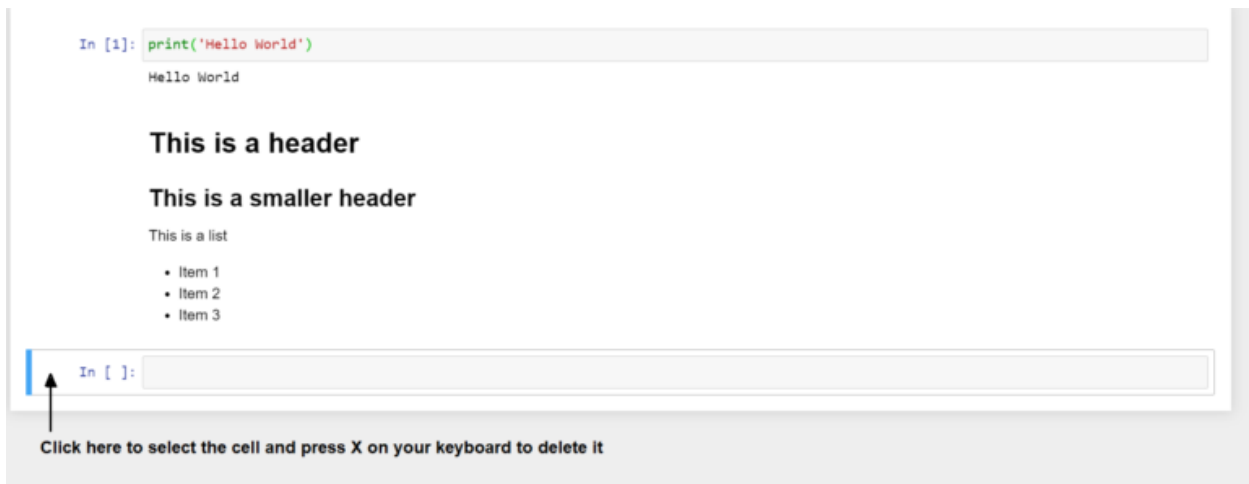 In [1]: print('Hello World')
Hello World
This is a header
This is a smaller header
This is a list
• Item 1
• Item 2
• Item 3
In [ ]:
Click here to select the cell and press X on your keyboard to delete it